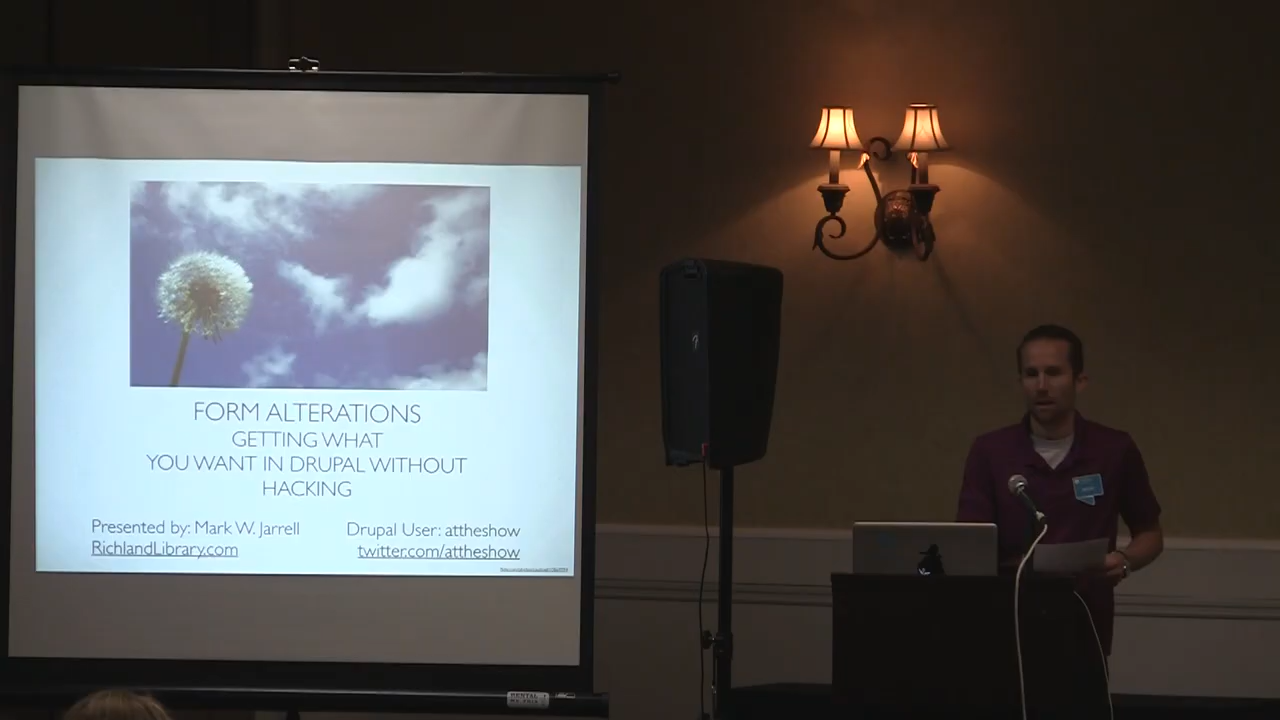 FORM ALTERATIONS
GETTING WHAT
YOU WANT IN DRUPAL WITHOUT
HACKING
Presented by: Mark W. Jarrell
Drupal User: attheshow
RichlandLibrary.com
twitter.com/attheshow
RENTAL